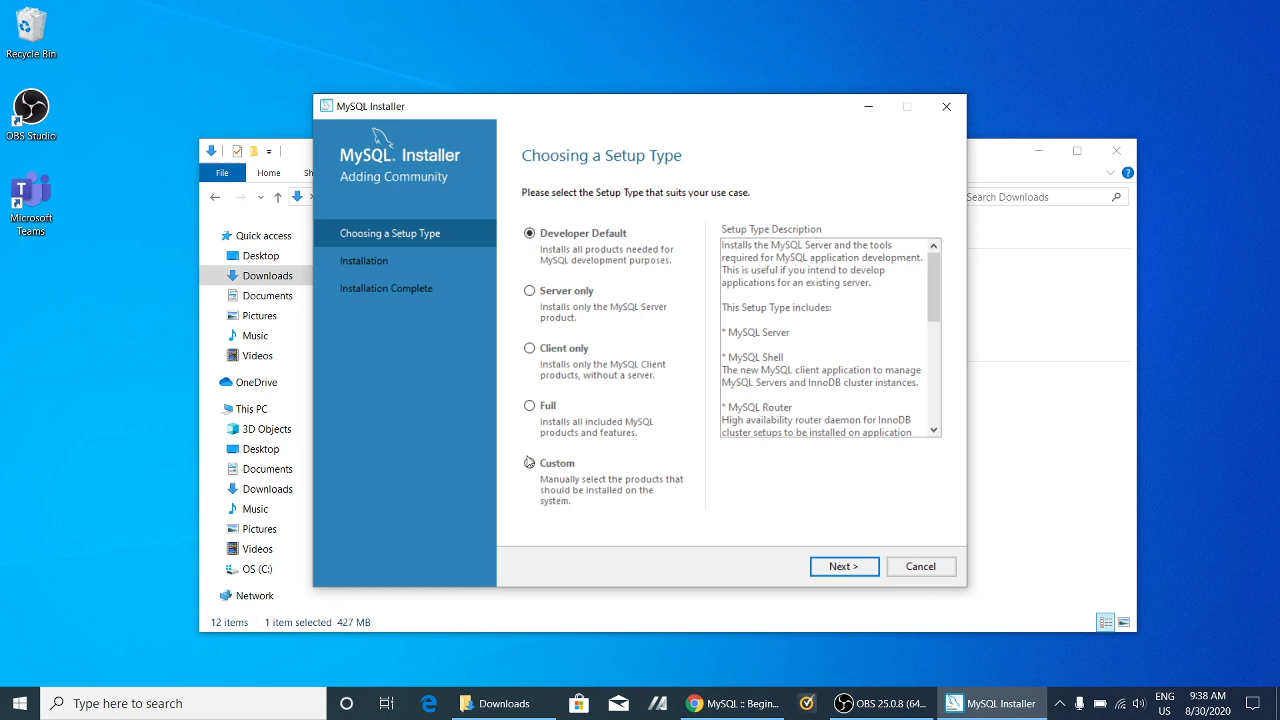 Recycle Bin
OBS Studio
Microsoft
Teams
MySQL Installer
MySQL. Installer
Adding Community
Choosing a Setup Type
Installation
Installation Complete
Choosing a Setup Type
Please select the Setup Type that suits your use case.
Developer Default
Installs all products needed for
MySQL development purposes.
Server only
Installs only the MySQL Server
product.
Client only
Installs only the MySQL Client
products, without a server.
Full
Installs all included MySQL
products and features.
Custom
Manually select the products that
should be installed on the
system.
Setup Type Description
Installs the MySQL Server and the tools
required for MySQL application development.
This is useful if you intend to develop
applications for an existing server.
This Setup Type includes:
* MySQL Server
* MySQL Shell
The new MySQL client application to manage
MySQL Servers and InnoDB cluster instances.
* MySQL Router
High availability router daemon for InnoDB
cluster setups to be installed on application
Next >
Cancel
File
Home
Sh
Search Downloads
Quick access
Desktop
Downloads
Documents
Pictures
Music
Videos
OneDrive
This PC
3D Objects
Desktop
Documents
Downloads
Music
Pictures
Videos
OS (C:)
Network
12 items 1 item selected 427 MB
Type here to search
Downloads
MySQL :: Begin...
OBS 25.0.8 (64...
MySQL Installer
ENG
US
9:38 AM
8/30/2020